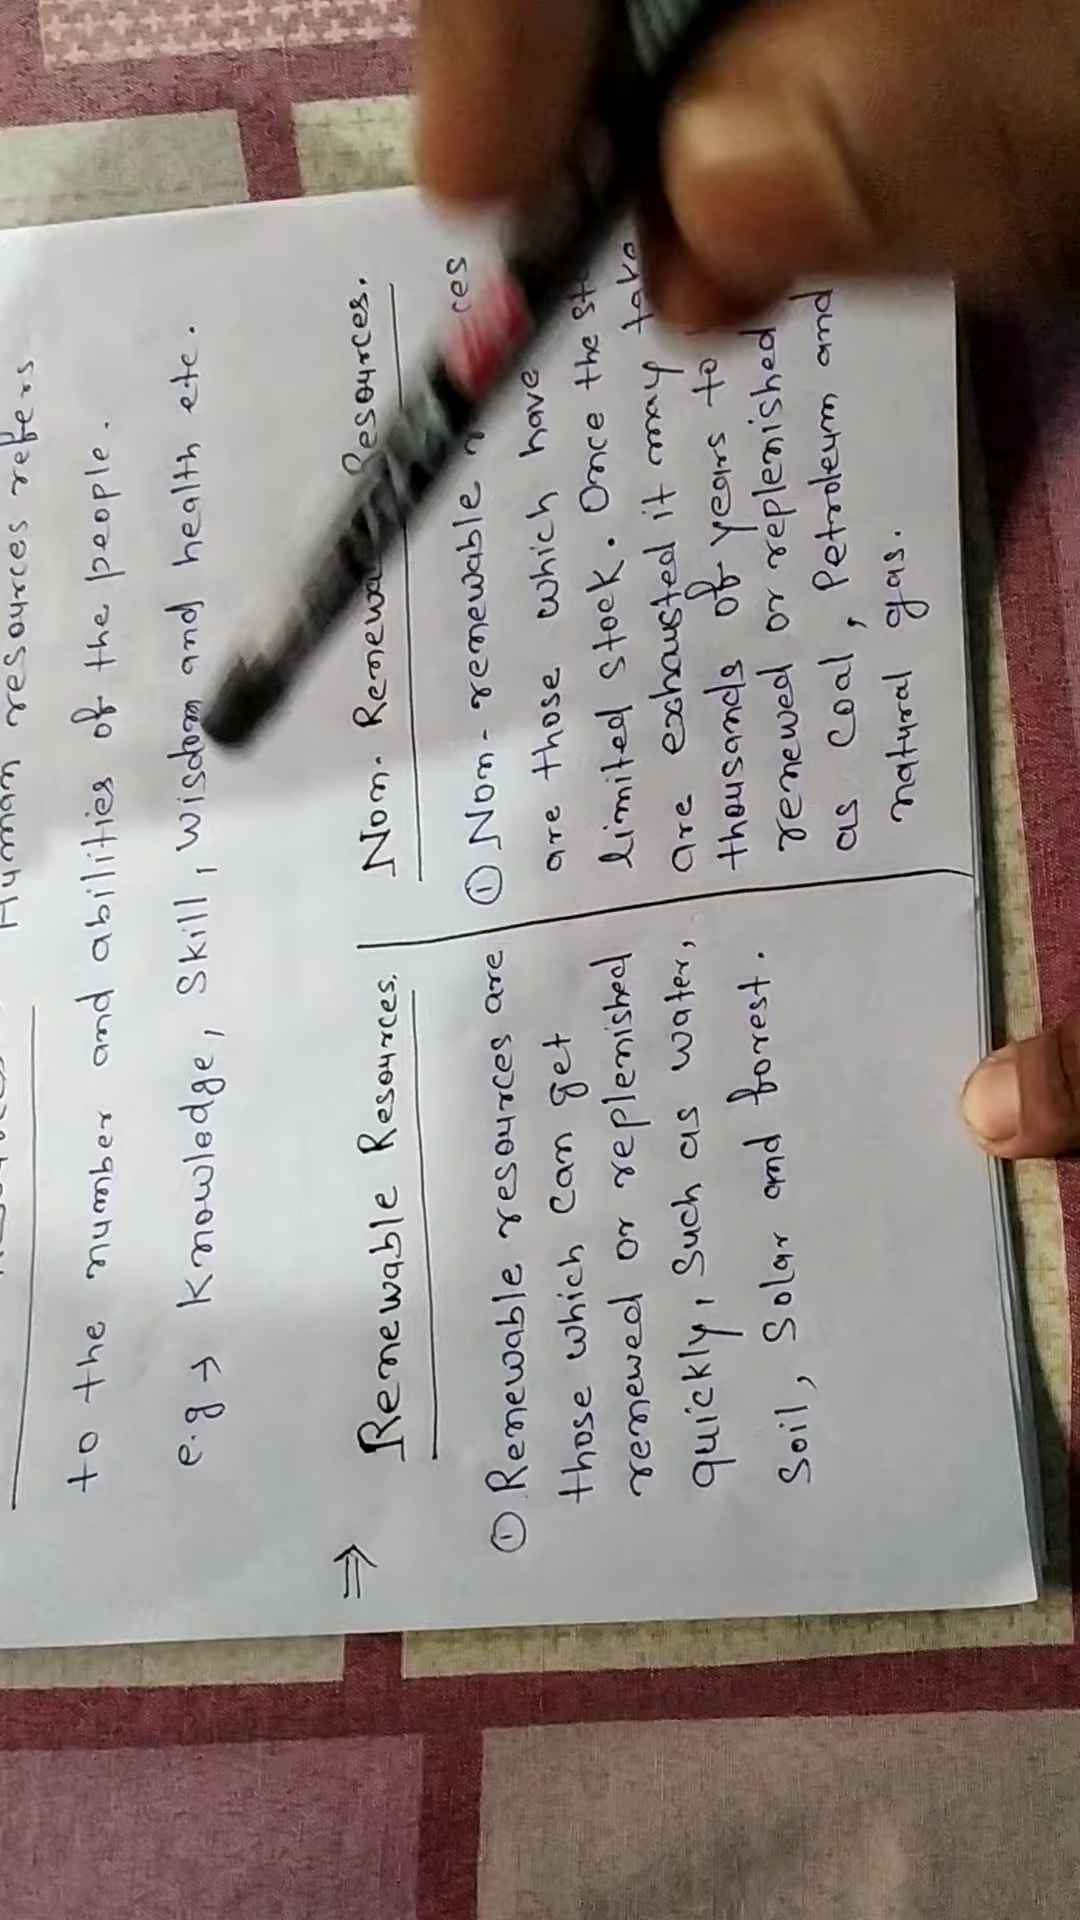 Human resources refers
to the number and abilities of the people.
e.g → Knowledge, Skill, wisdom and health etc.
⇒ Renewable Resources.
① Renewable resources are
those which can get
renewed or replenished
quickly, Such as water,
Soil, Solar and forest.
Non-Renewable Resources.
① Non-renewable
are those which have
limited stock. Once the
are exhausted it may take
thousands of years to
renewed or replenished
as Coal, Petroleum and
natural gas.